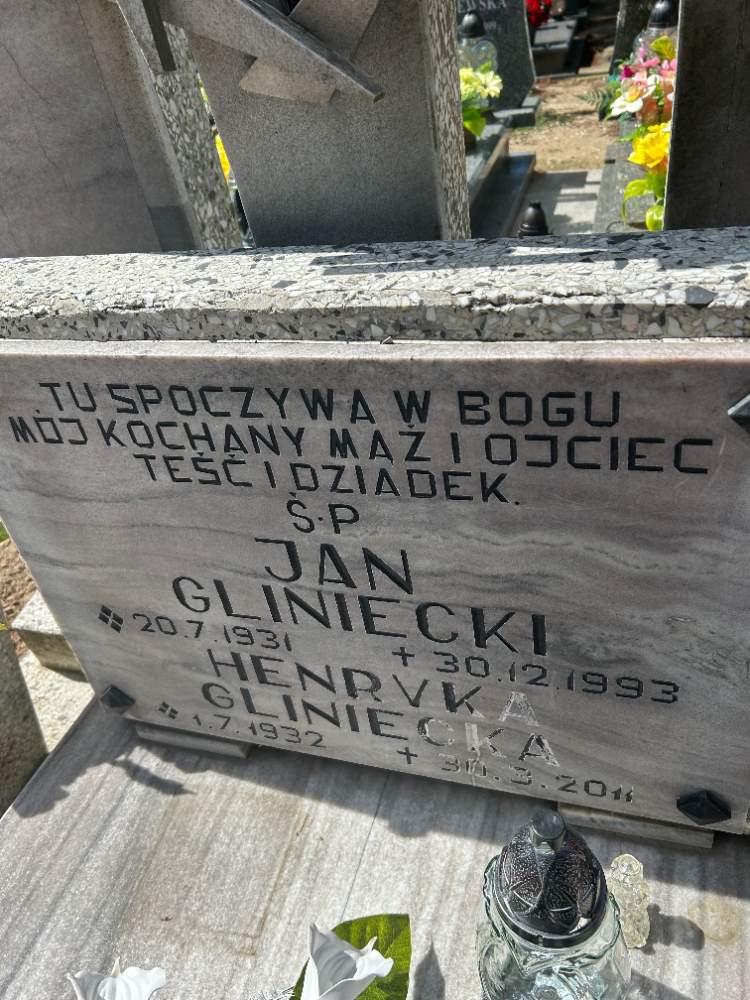 TU SPOCZYWA W BOGU
MÓJ KOCHANY MĄŻ I OJCIEC
TEŚĆ I DZIADEK.
Ś.P
JAN
GLINIECKI
20.7.1931 + 30.12.1993
HENRYKA
GLINIECKA
1.7.1932 + 30.3.2011